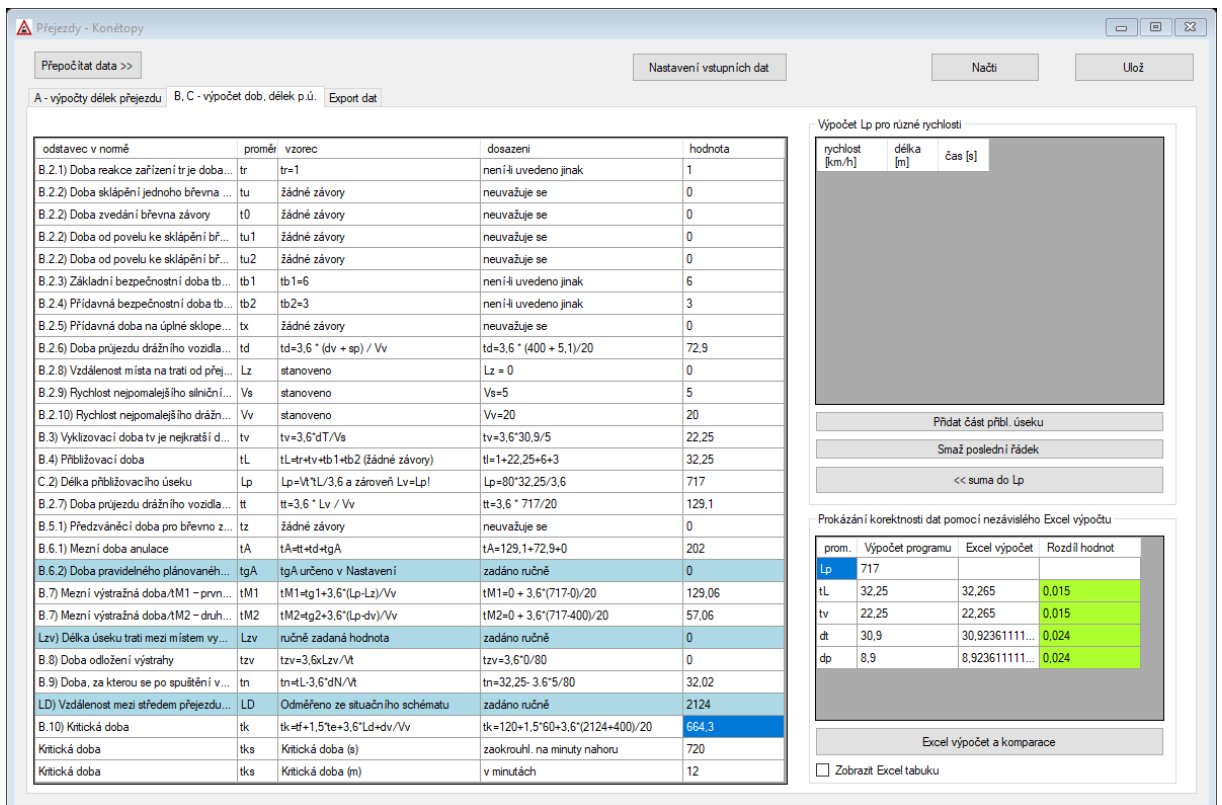 Přejezdy - Konětopy
Přepočítat data >>
Nastavení vstupních dat
Načti
Ulož
A - výpočty délek přejezdu
B, C - výpočet dob, délek p.ú.
Export dat
odstavec v normě proměr vzorec dosazeni hodnota
B.2.1) Doba reakce zařízení tr je doba... tr tr=1 není-li uvedeno jinak 1
B.2.2) Doba sklápění jednoho břevna ... tu žádné závory neuvažuje se 0
B.2.2) Doba zvedání břevna závory t0 žádné závory neuvažuje se 0
B.2.2) Doba od povelu ke sklápění bř... tu1 žádné závory neuvažuje se 0
B.2.2) Doba od povelu ke sklápění bř... tu2 žádné závory neuvažuje se 0
B.2.3) Základní bezpečnostní doba tb... tb1 tb1=6 není-li uvedeno jinak 6
B.2.4) Přídavná bezpečnostní doba tb... tb2 tb2=3 není-li uvedeno jinak 3
B.2.5) Přídavná doba na úplné sklope... tx žádné závory neuvažuje se 0
B.2.6) Doba průjezdu drážního vozidla... td td=3,6 * (dv + sp) / Vv td=3,6 * (400 + 5,1)/20 72,9
B.2.8) Vzdálenost místa na trati od přej... Lz stanoveno Lz = 0 0
B.2.9) Rychlost nejpomalejšího silniční... Vs stanoveno Vs=5 5
B.2.10) Rychlost nejpomalejšího drážn... Vv stanoveno Vv=20 20
B.3) Vyklizovací doba tv je nejkratší d... tv tv=3,6*dT/Vs tv=3,6*30,9/5 22,25
B.4) Přibližovací doba tL tL=tr+tv+tb1+tb2 (žádné závory) tl=1+22,25+6+3 32,25
C.2) Délka přibližovacího úseku Lp Lp=Vt*tL/3,6 a zároveň Lv=Lp! Lp=80*32,25/3,6 717
B.2.7) Doba průjezdu drážního vozidla... tt tt=3,6 * Lv / Vv tt=3,6 * 717/20 129,1
B.5.1) Předzváněcí doba pro břevno z... tz žádné závory neuvažuje se 0
B.6.1) Mezní doba anulace tA tA=tt+td+tgA tA=129,1+72,9+0 202
B.6.2) Doba pravidelného plánovanéh... tgA tgA určeno v Nastavení zadáno ručně 0
B.7) Mezní výstražná doba/tM1 – prvn... tM1 tM1=tg1+3,6*(Lp-Lz)/Vv tM1=0 + 3,6*(717-0)/20 129,06
B.7) Mezní výstražná doba/tM2 – druh... tM2 tM2=tg2+3,6*(Lp-dv)/Vv tM2=0 + 3,6*(717-400)/20 57,06
Lzv) Délka úseku trati mezi místem vy... Lzv ručně zadaná hodnota zadáno ručně 0
B.8) Doba odložení výstrahy tzv tzv=3,6xLzv/Vt tzv=3,6*0/80 0
B.9) Doba, za kterou se po spuštění v... tn tn=tL-3,6*dN/Vt tn=32,25- 3.6*5/80 32,02
LD) Vzdálenost mezi středem přejezdu... LD Odměřeno ze situačního schématu zadáno ručně 2124
B.10) Kritická doba tk tk=tf+1,5*te+3,6*Ld+dv/Vv tk=120+1,5*60+3,6*(2124+400)/20 664,3
Kritická doba tks Kritická doba (s) zaokrouhl. na minuty nahoru 720
Kritická doba tks Kritická doba (m) v minutách 12
Výpočet Lp pro různé rychlosti
rychlost délka čas [s]
[km/h] [m]
Přidat část přibl. úseku
Smaž poslední řádek
<< suma do Lp
Prokázání korektnosti dat pomocí nezávislého Excel výpočtu
prom. Výpočet programu Excel výpočet Rozdíl hodnot
Lp 717
tL 32,25 32,265 0,015
tv 22,25 22,265 0,015
dt 30,9 30,92361111... 0,024
dp 8,9 8,923611111... 0,024
Excel výpočet a komparace
Zobrazit Excel tabuku